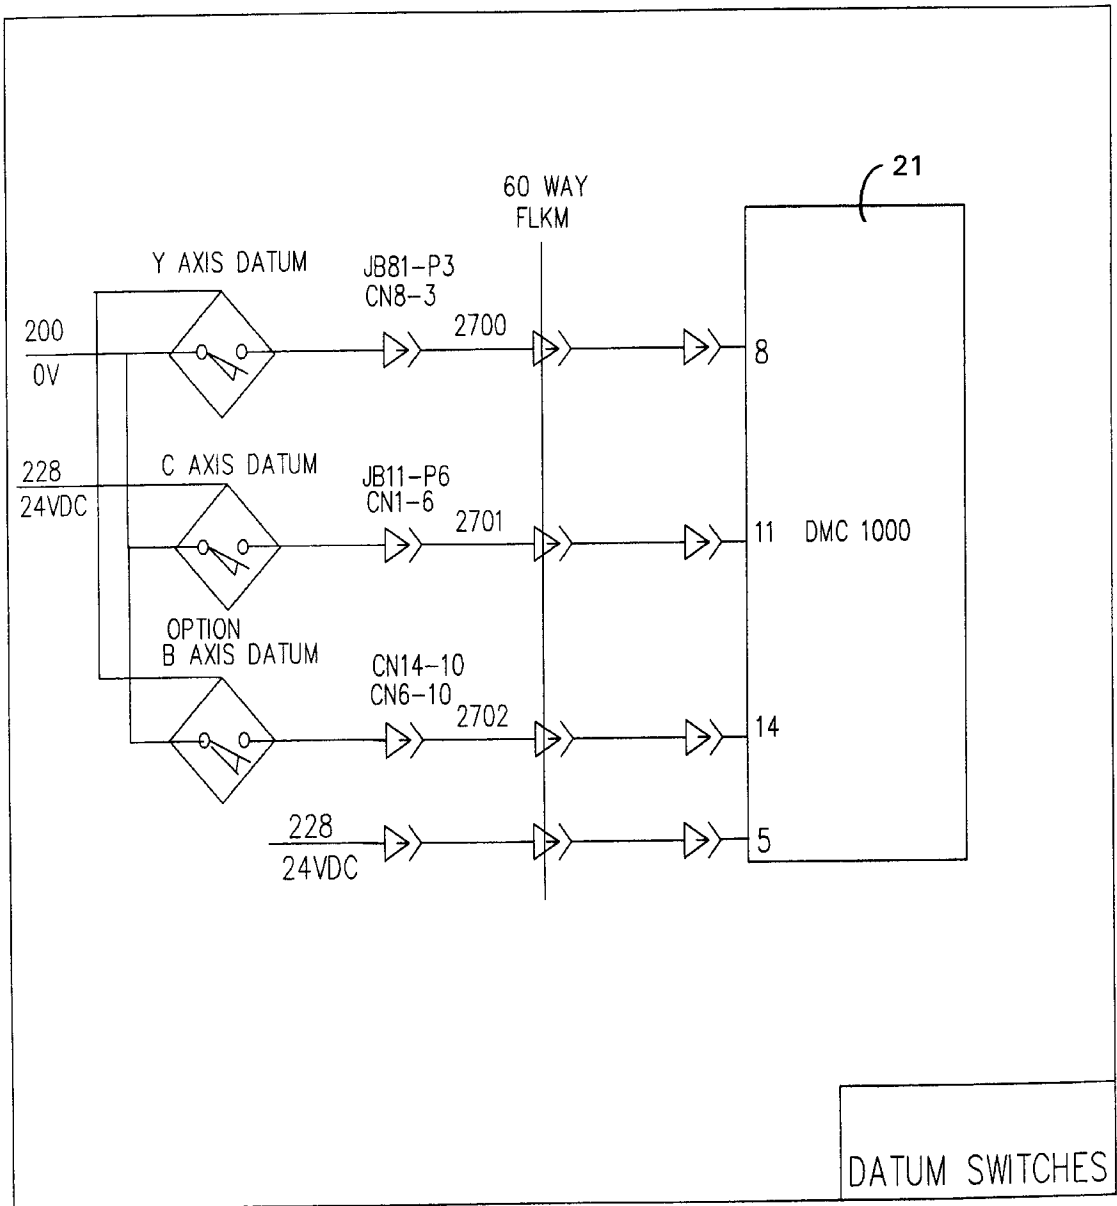 21
60 WAY
FLKM
Y AXIS DATUM
JB81-P3
CN8-3
200
0V
2700
8
C AXIS DATUM
228
24VDC
JB11-P6
CN1-6
2701
11
DMC 1000
OPTION
B AXIS DATUM
CN14-10
CN6-10
2702
14
228
24VDC
5
DATUM SWITCHES